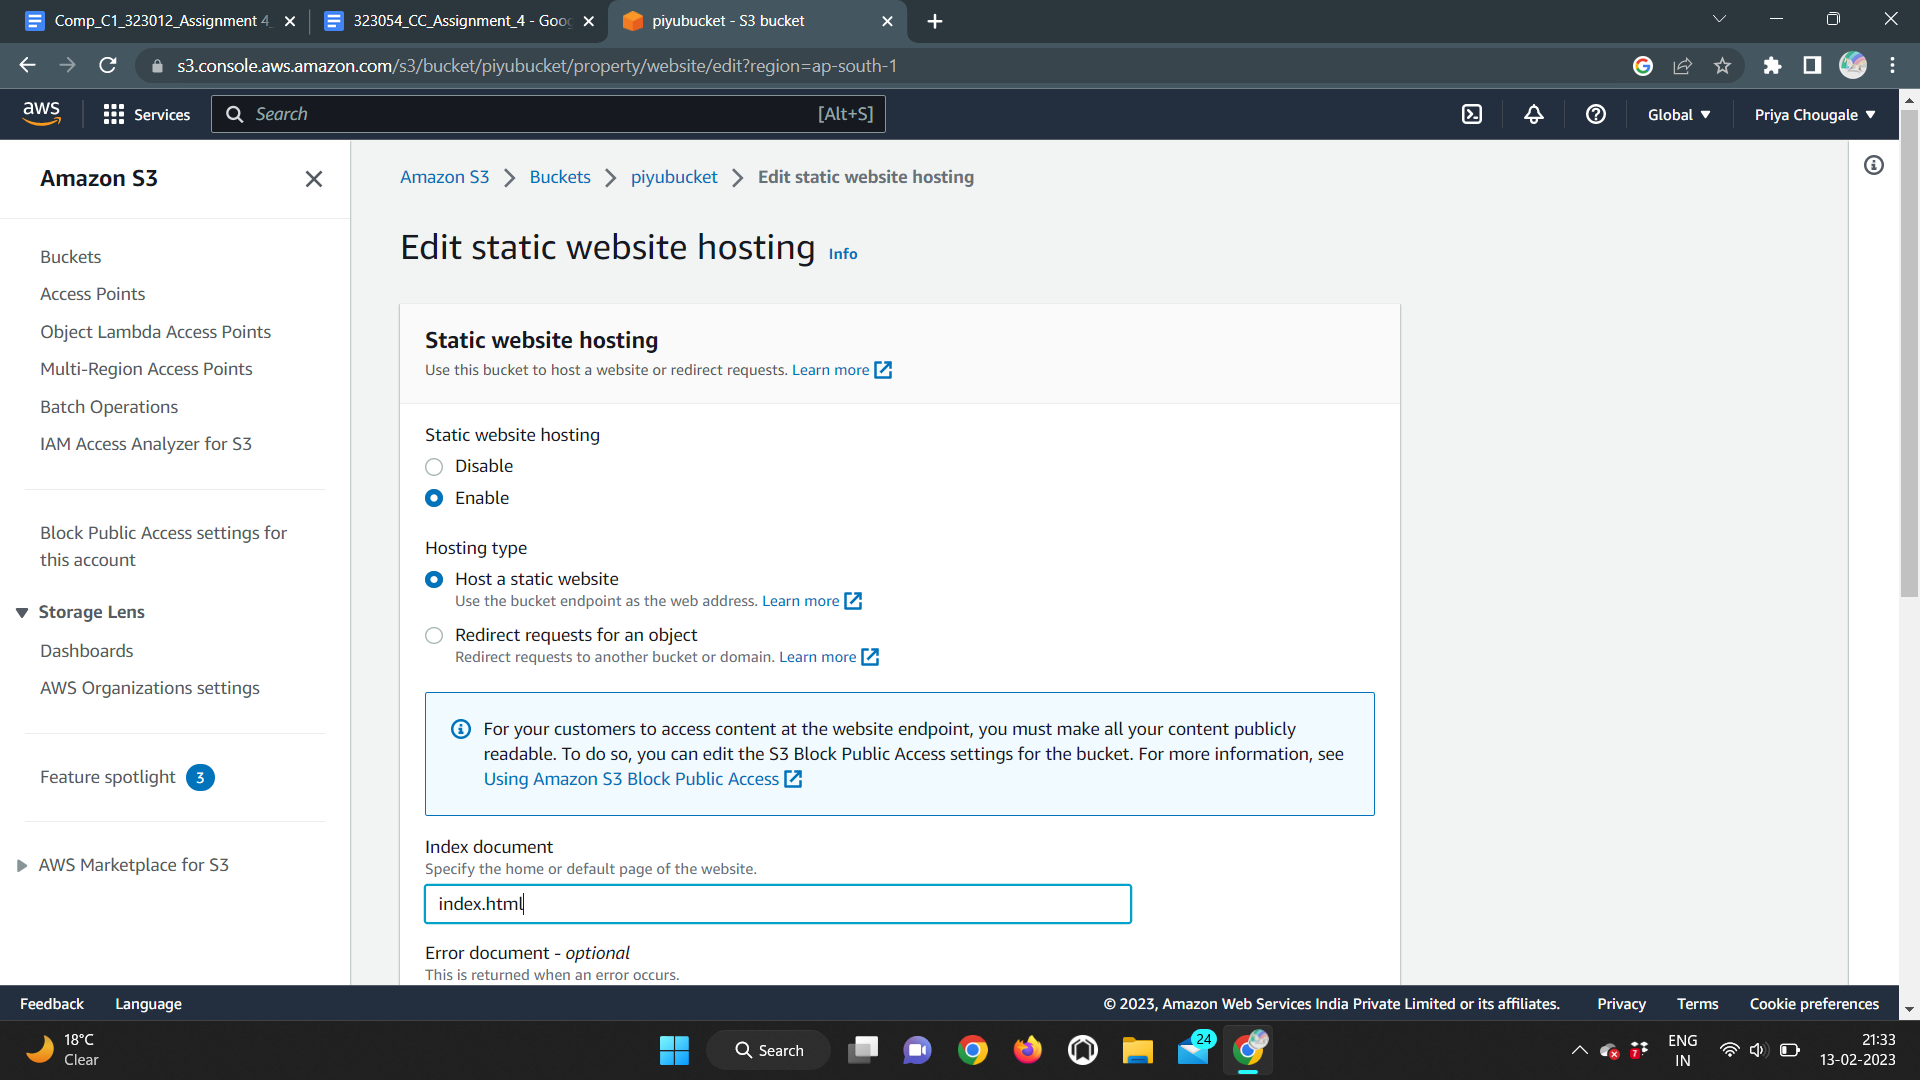 Comp_C1_323012_Assignment 4_
323054_CC_Assignment_4 - Goo
piyubucket - S3 bucket
s3.console.aws.amazon.com/s3/bucket/piyubucket/property/website/edit?region=ap-south-1
aws
Services
Search
[Alt+S]
Global
Priya Chougale
Amazon S3
Buckets
Access Points
Object Lambda Access Points
Multi-Region Access Points
Batch Operations
IAM Access Analyzer for S3
Block Public Access settings for
this account
Storage Lens
Dashboards
AWS Organizations settings
Feature spotlight 3
AWS Marketplace for S3
Amazon S3 > Buckets > piyubucket > Edit static website hosting
Edit static website hosting Info
Static website hosting
Use this bucket to host a website or redirect requests. Learn more
Static website hosting
Disable
Enable
Hosting type
Host a static website
Use the bucket endpoint as the web address. Learn more
Redirect requests for an object
Redirect requests to another bucket or domain. Learn more
For your customers to access content at the website endpoint, you must make all your content publicly
readable. To do so, you can edit the S3 Block Public Access settings for the bucket. For more information, see
Using Amazon S3 Block Public Access
Index document
Specify the home or default page of the website.
index.html
Error document - optional
This is returned when an error occurs.
Feedback
Language
© 2023, Amazon Web Services India Private Limited or its affiliates.
Privacy
Terms
Cookie preferences
18°C
Clear
Search
24
7
ENG
IN
21:33
13-02-2023